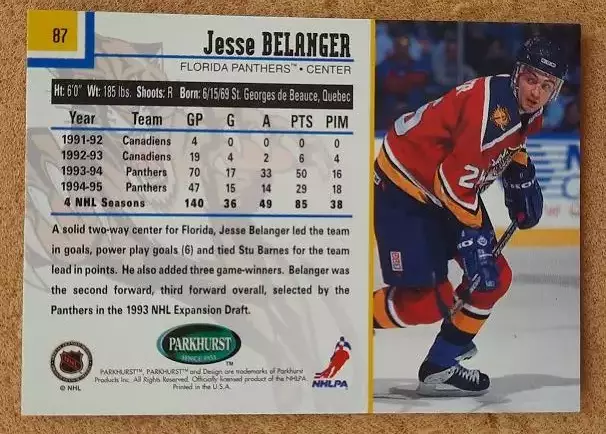 87
Jesse BELANGER
FLORIDA PANTHERS™ • CENTER
Ht: 6'0" Wt: 185 lbs. Shoots: R Born: 6/15/69 St. Georges de Beauce, Quebec
Year Team GP G A PTS PIM
1991-92 Canadiens 4 0 0 0 0
1992-93 Canadiens 19 4 2 6 4
1993-94 Panthers 70 17 33 50 16
1994-95 Panthers 47 15 14 29 18
4 NHL Seasons 140 36 49 85 38
A solid two-way center for Florida, Jesse Belanger led the team
in goals, power play goals (6) and tied Stu Barnes for the team
lead in points. He also added three game-winners. Belanger was
the second forward, third forward overall, selected by the
Panthers in the 1993 NHL Expansion Draft.
PARKHURST
SINCE 1951
™
NHL
© NHL
NHLPA
PARKHURST™, PARKHURST™ and Design are trademarks of Parkhurst
Products Inc. Officially licensed product of the NHL/NHLPA.
Printed in the U.S.A.